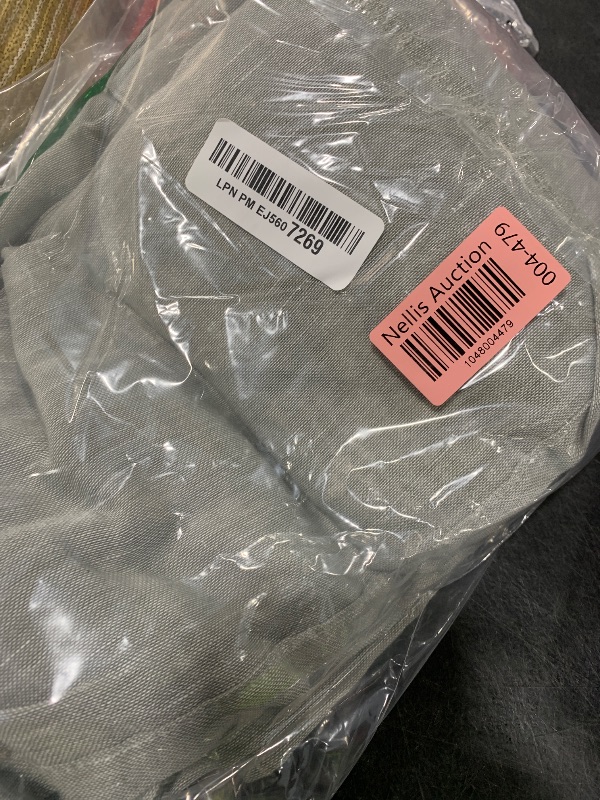 LPN PM EJ560 7269
Nellis Auction
004-479
1048004479